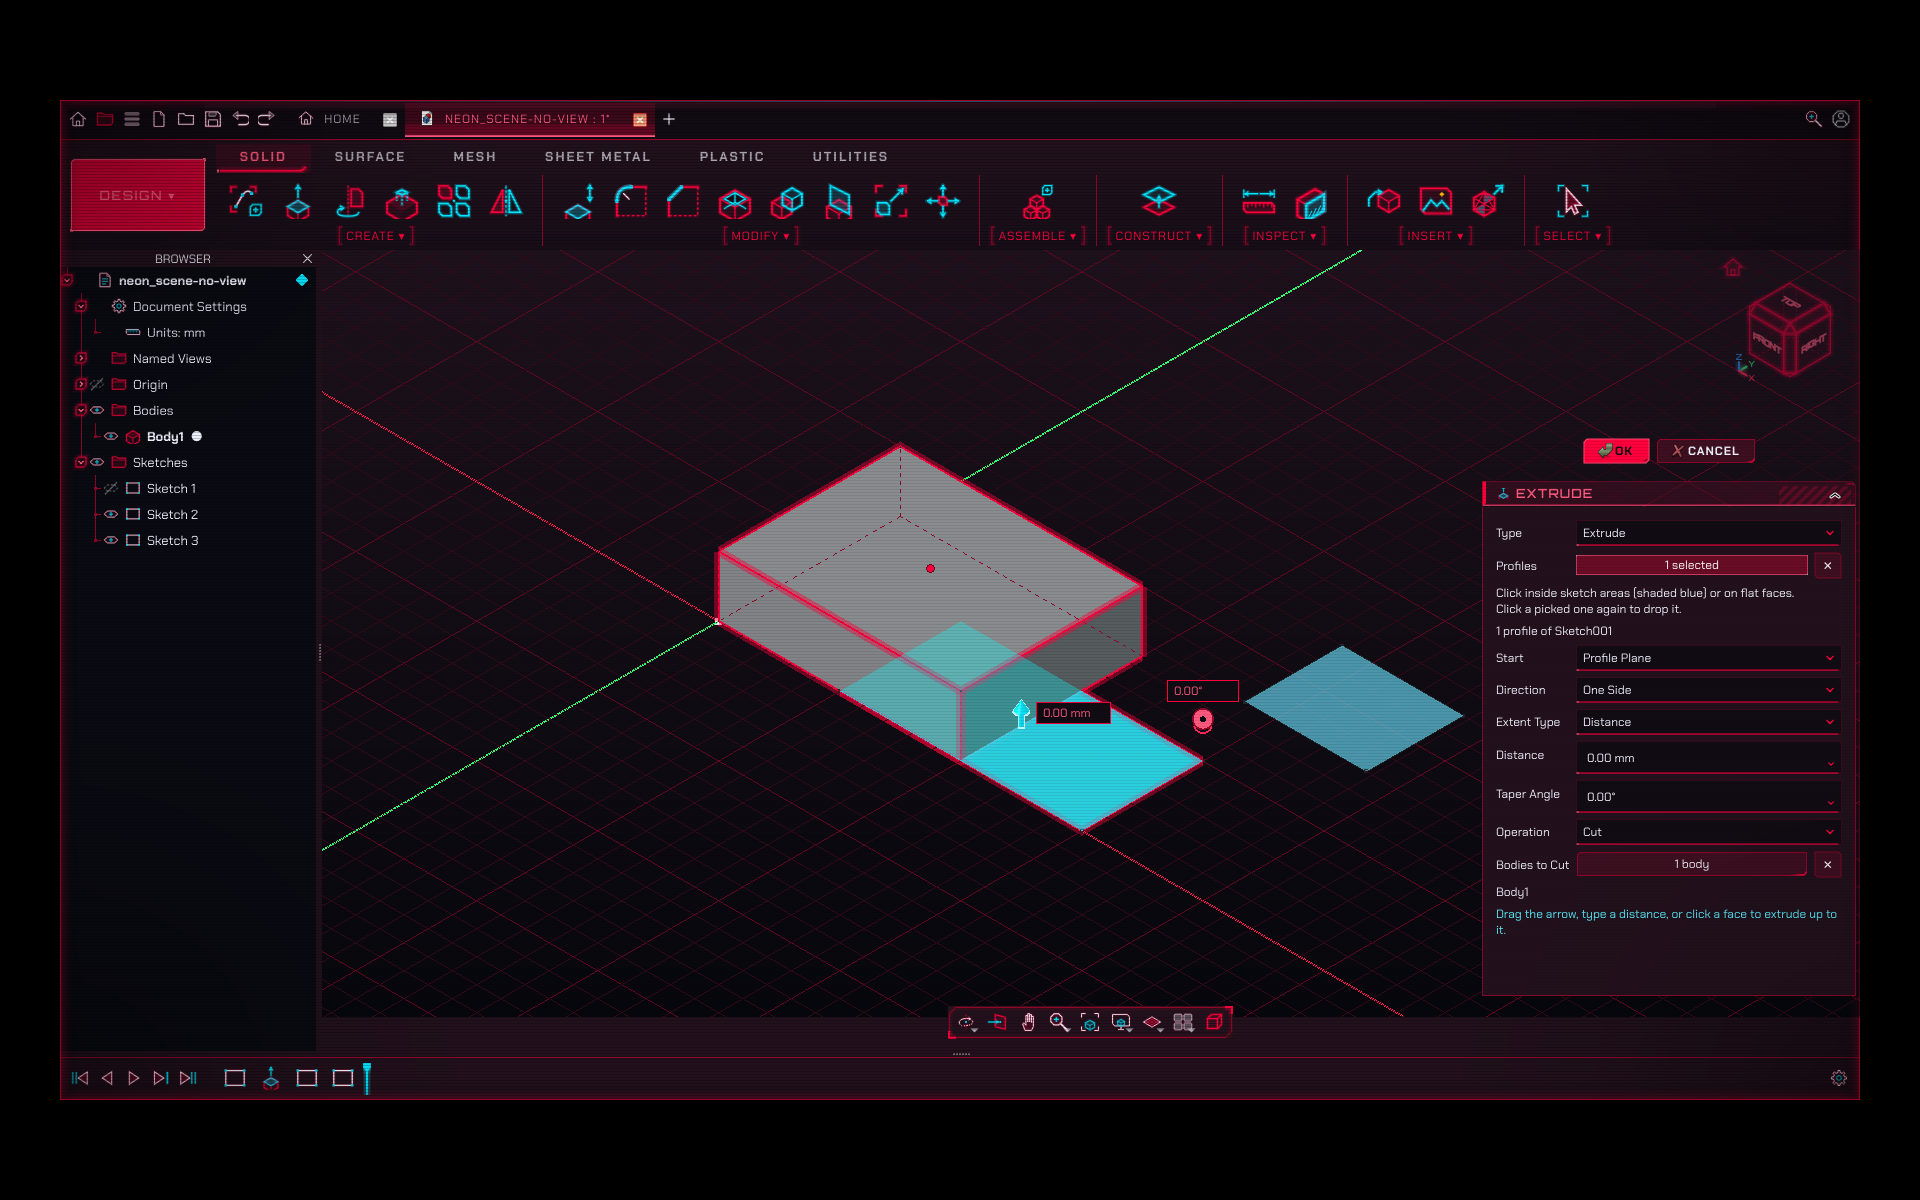 HOME
NEON_SCENE-NO-VIEW : 1*
DESIGN
SOLID
SURFACE
MESH
SHEET METAL
PLASTIC
UTILITIES
CREATE
MODIFY
ASSEMBLE
CONSTRUCT
INSPECT
INSERT
SELECT
BROWSER
neon_scene-no-view
Document Settings
Units: mm
Named Views
Origin
Bodies
Body1
Sketches
Sketch 1
Sketch 2
Sketch 3
TOP
FRONT
RIGHT
Z
Y
X
0.00°
0.00 mm
OK
CANCEL
EXTRUDE
Type
Extrude
Profiles
1 selected
Click inside sketch areas (shaded blue) or on flat faces.
Click a picked one again to drop it.
1 profile of Sketch001
Start
Profile Plane
Direction
One Side
Extent Type
Distance
Distance
0.00 mm
Taper Angle
0.00°
Operation
Cut
Bodies to Cut
1 body
Body1
Drag the arrow, type a distance, or click a face to extrude up to
it.